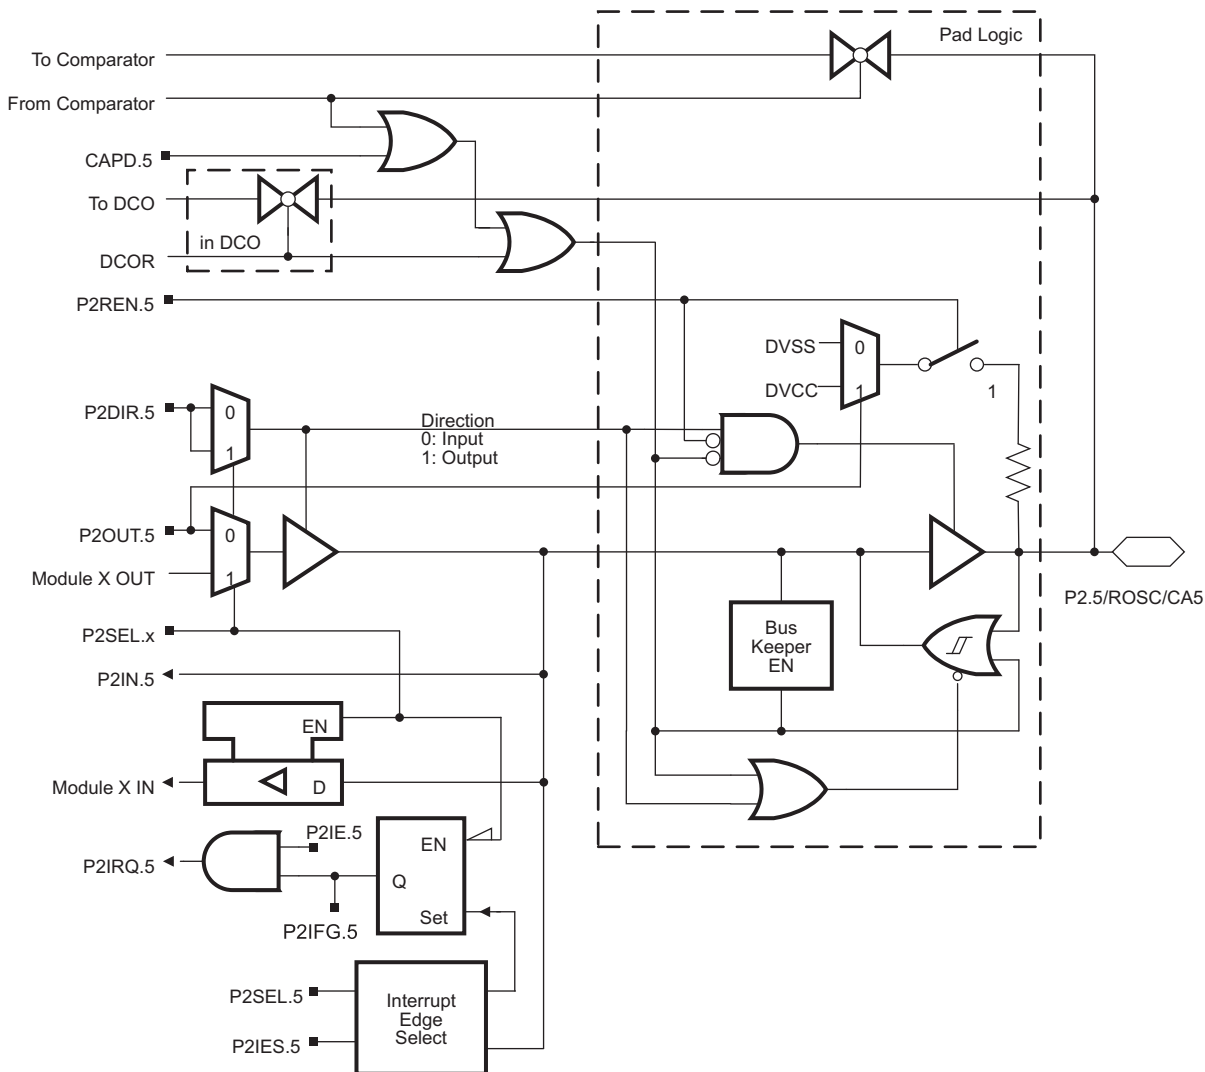 Pad Logic
To Comparator
From Comparator
CAPD.5
To DCO
in DCO
DCOR
P2REN.5
DVSS
0
DVCC
1
1
P2DIR.5
0
1
Direction
0: Input
1: Output
P2OUT.5
0
Module X OUT
1
P2SEL.x
P2IN.5
Bus
Keeper
EN
P2.5/ROSC/CA5
EN
Module X IN
D
P2IE.5
P2IRQ.5
EN
Q
Set
P2IFG.5
P2SEL.5
P2IES.5
Interrupt
Edge
Select